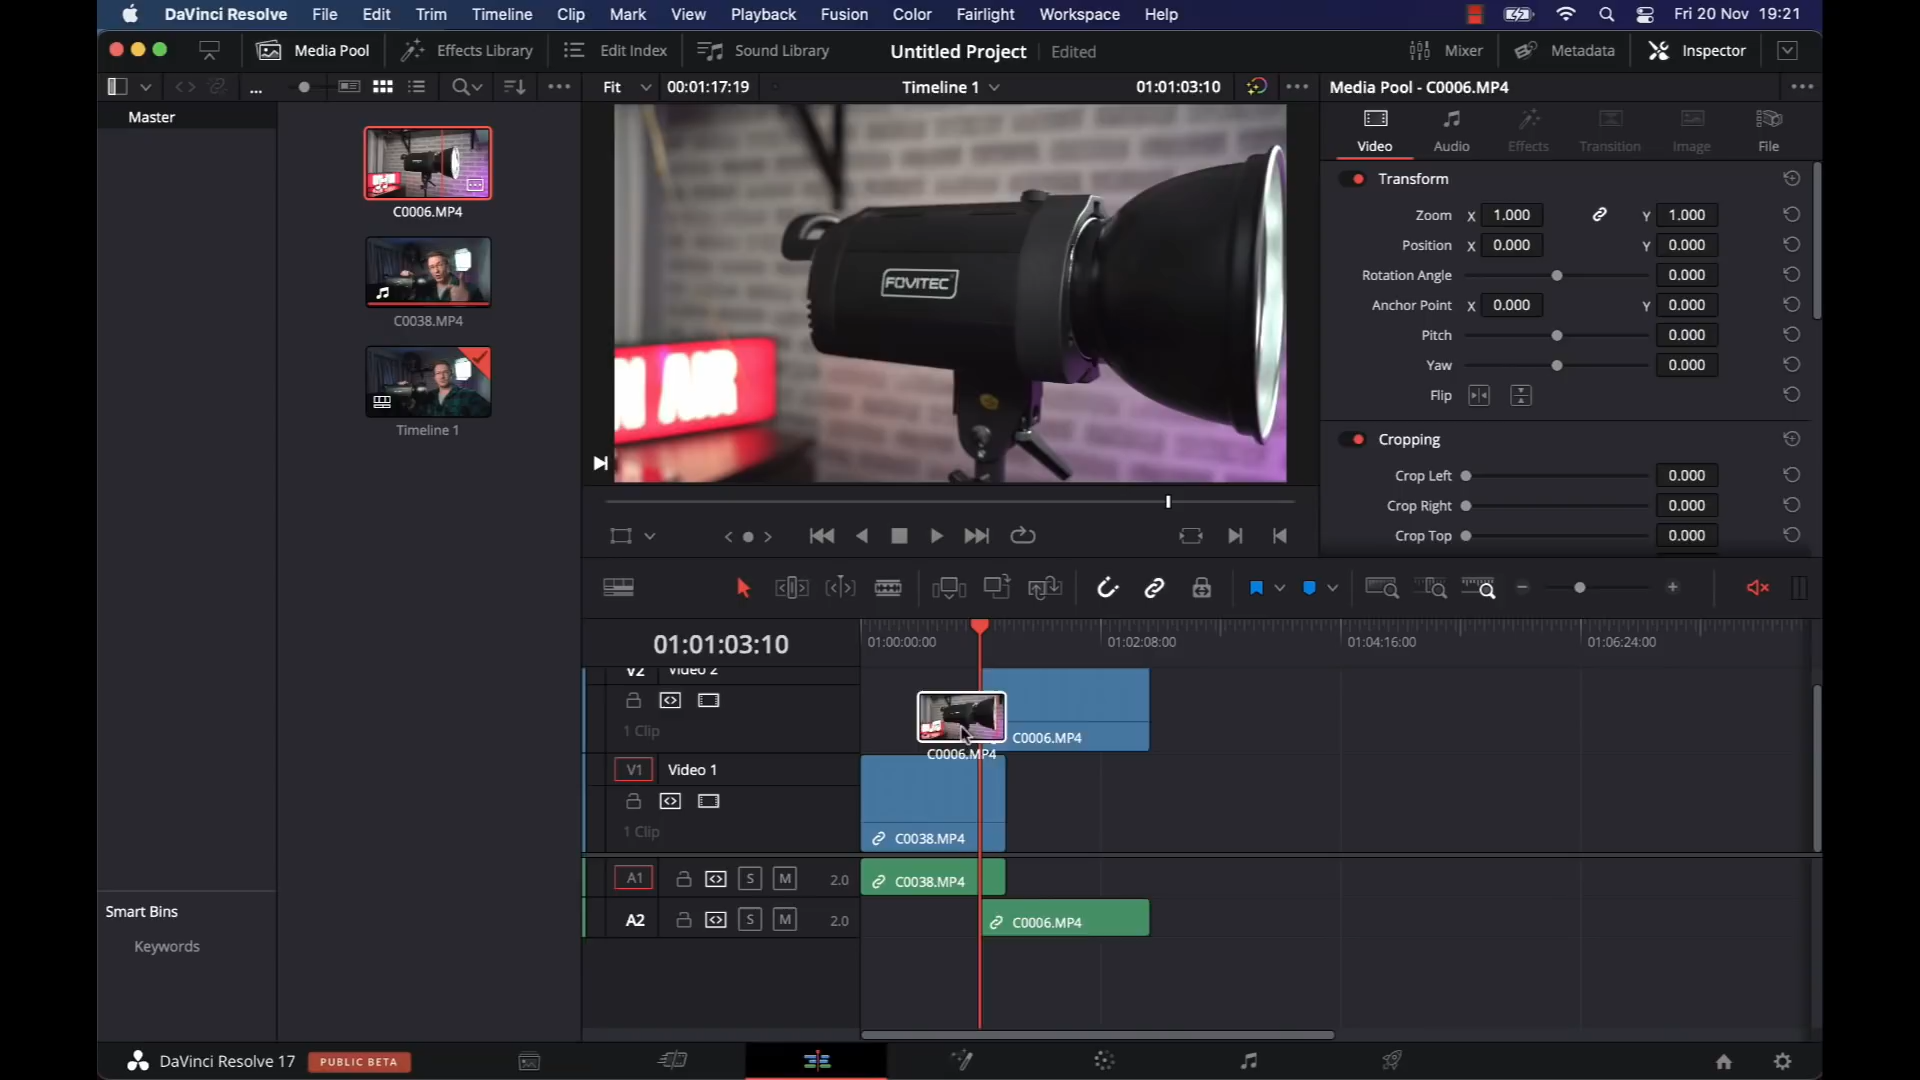 DaVinci Resolve File Edit Trim Timeline Clip Mark View Playback Fusion Color Fairlight Workspace Help Fri 20 Nov 19:21
Media Pool Effects Library Edit Index Sound Library Untitled Project Edited Mixer Metadata Inspector
... Fit 00:01:17:19 Timeline 1 01:01:03:10 Media Pool - C0006.MP4
Master
Video Audio Effects Transition Image File
C0006.MP4
C0038.MP4
Timeline 1
FOVITEC
ON AIR
Transform
Zoom X 1.000 Y 1.000
Position X 0.000 Y 0.000
Rotation Angle 0.000
Anchor Point X 0.000 Y 0.000
Pitch 0.000
Yaw 0.000
Flip
Cropping
Crop Left 0.000
Crop Right 0.000
Crop Top 0.000
01:01:03:10 01:00:00:00 01:02:08:00 01:04:16:00 01:06:24:00
V2 Video 2
1 Clip
C0006.MP4
C0006.MP4
V1 Video 1
1 Clip
C0038.MP4
A1 S M 2.0 C0038.MP4
A2 S M 2.0 C0006.MP4
Smart Bins
Keywords
DaVinci Resolve 17 PUBLIC BETA